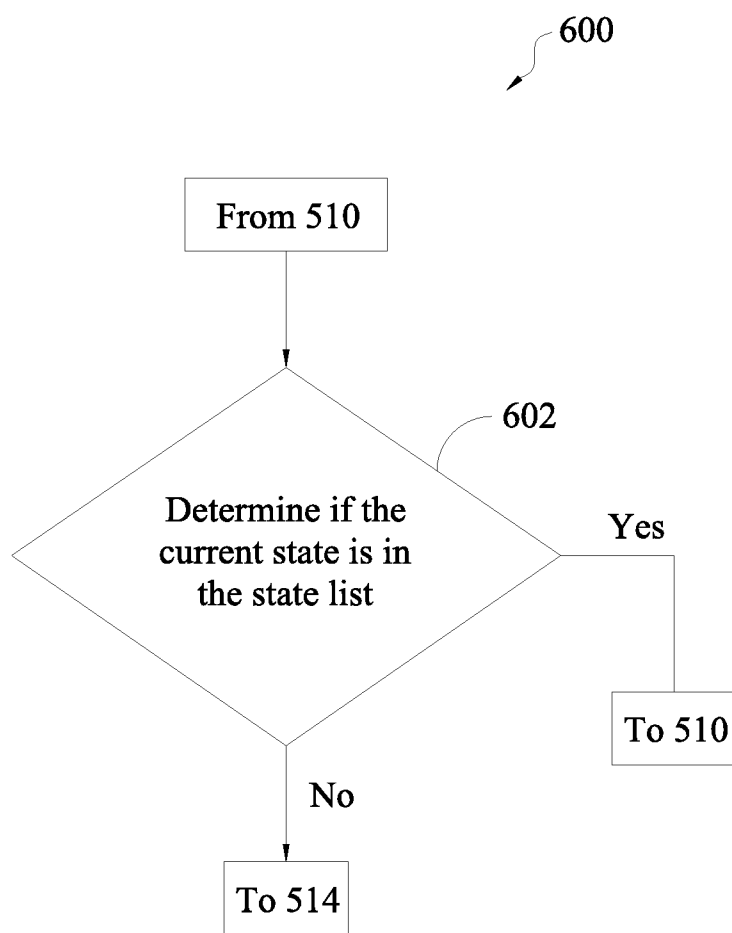 600
From 510
602
Determine if the
current state is in
the state list
Yes
To 510
No
To 514